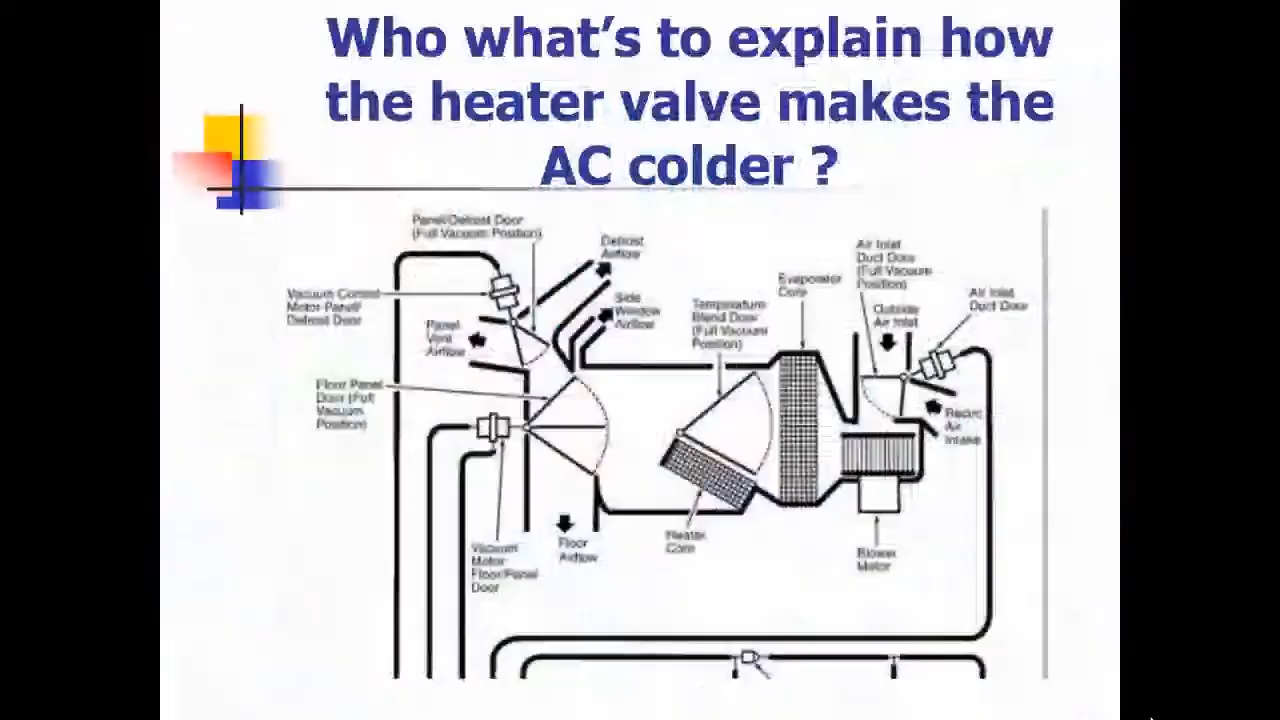 Who what's to explain how
the heater valve makes the
AC colder ?
Panel/Defrost Door
(Full Vacuum Position)
Defrost
Airflow
Air Inlet
Duct Door
(Full Vacuum
Position)
Evaporator
Core
Air Inlet
Duct Door
Vacuum Control
Motor Panel/
Defrost Door
Side
Window
Airflow
Temperature
Blend Door
(Full Vacuum
Position)
Outside
Air Inlet
Panel
Vent
Airflow
Floor Panel
Door (Full
Vacuum
Position)
Recirc
Air
Intake
Heater
Core
Floor
Airflow
Vacuum
Motor
Floor/Panel
Door
Blower
Motor